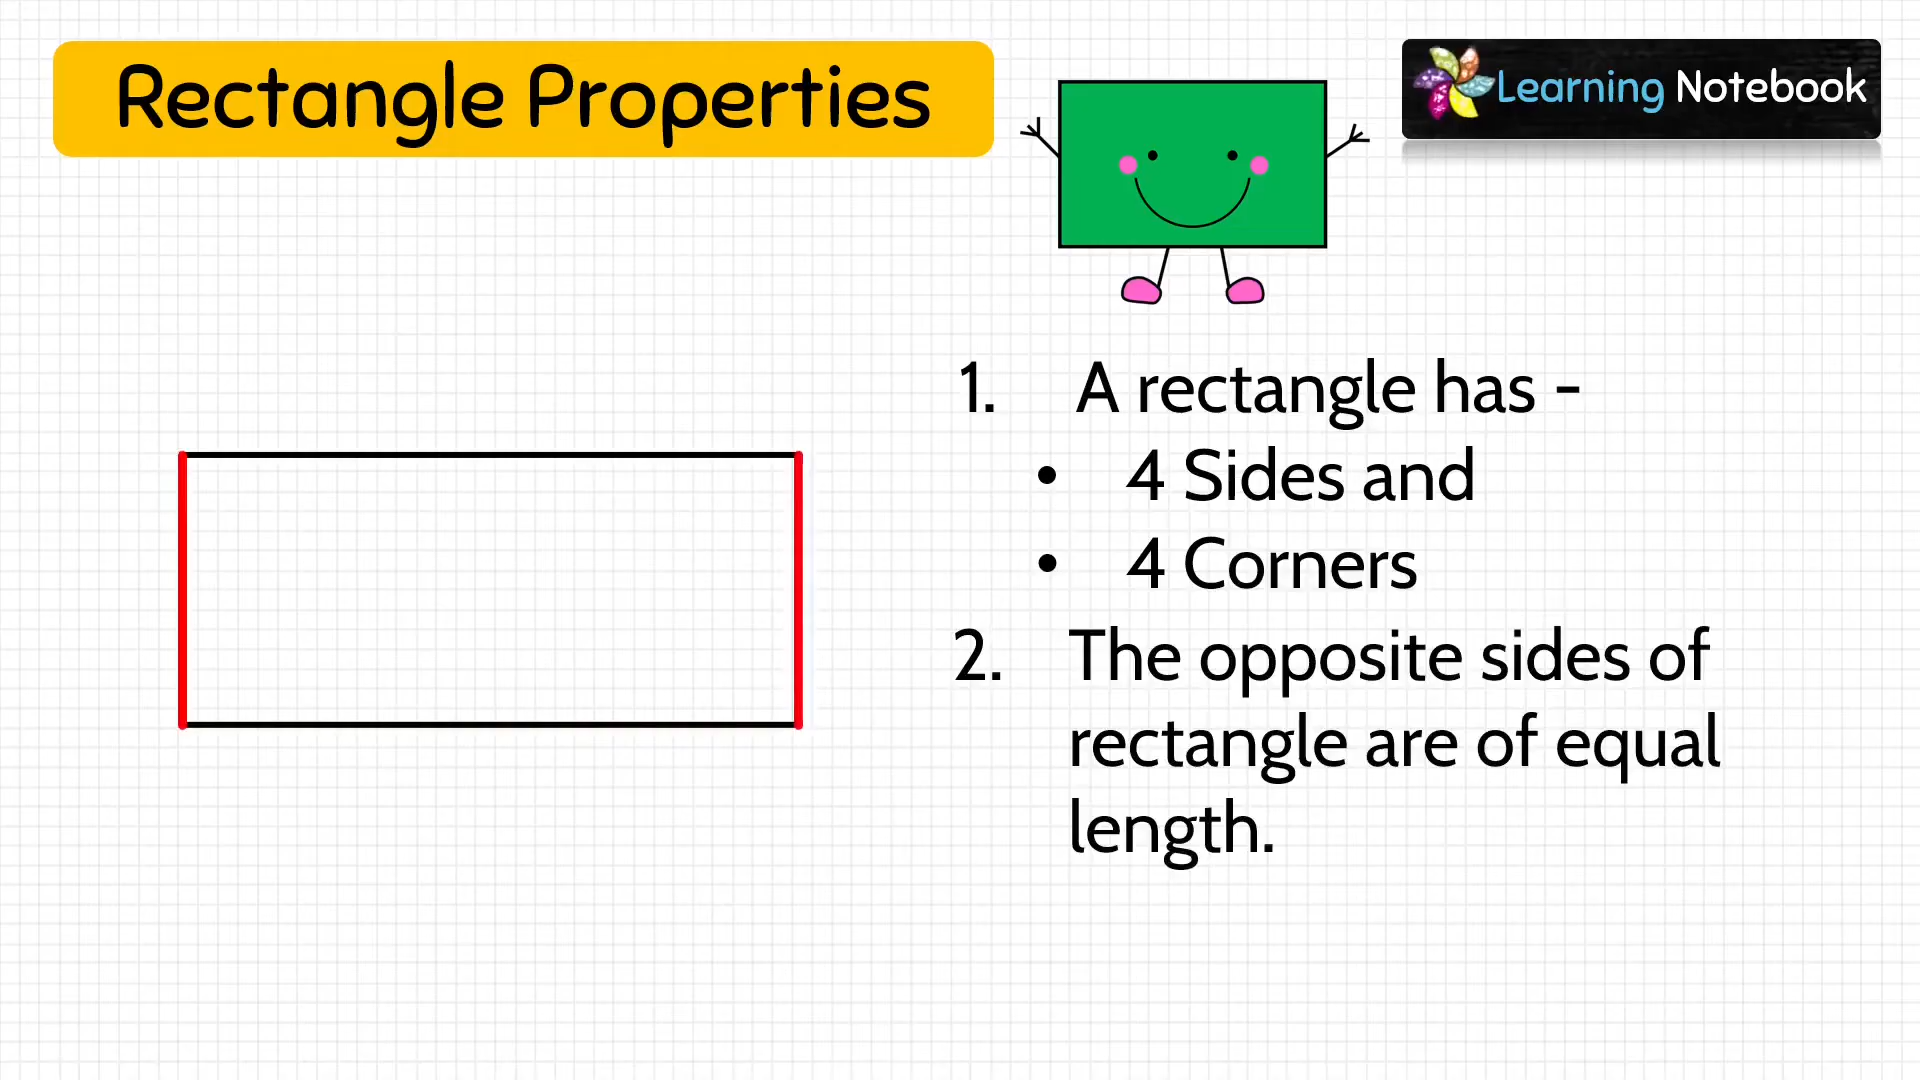 Rectangle Properties
Learning Notebook
1. A rectangle has -
• 4 Sides and
• 4 Corners
2. The opposite sides of
rectangle are of equal
length.